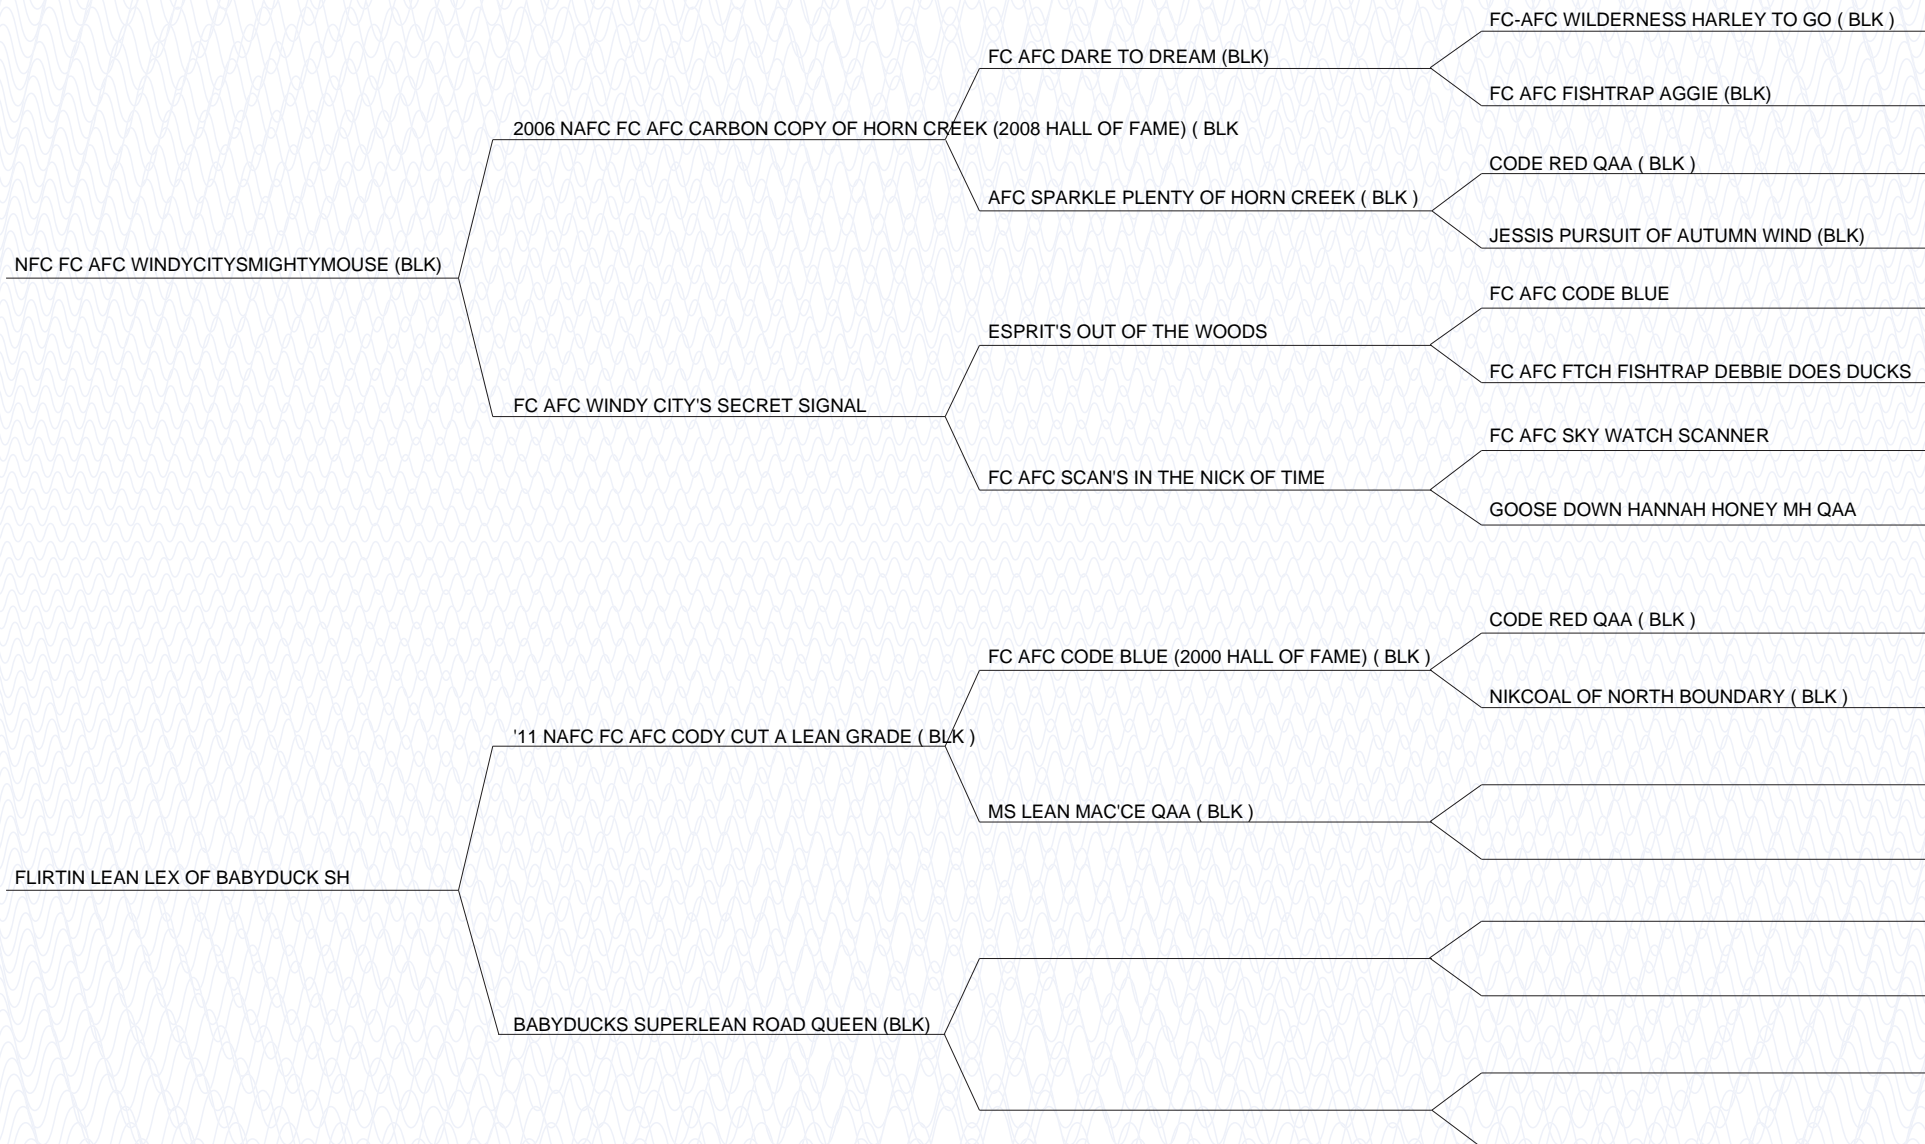 FC-AFC WILDERNESS HARLEY TO GO ( BLK )
FC AFC DARE TO DREAM (BLK)
FC AFC FISHTRAP AGGIE (BLK)
2006 NAFC FC AFC CARBON COPY OF HORN CREEK (2008 HALL OF FAME) ( BLK
CODE RED QAA ( BLK )
AFC SPARKLE PLENTY OF HORN CREEK ( BLK )
JESSIS PURSUIT OF AUTUMN WIND (BLK)
NFC FC AFC WINDYCITYSMIGHTYMOUSE (BLK)
FC AFC CODE BLUE
ESPRIT'S OUT OF THE WOODS
FC AFC FTCH FISHTRAP DEBBIE DOES DUCKS
FC AFC WINDY CITY'S SECRET SIGNAL
FC AFC SKY WATCH SCANNER
FC AFC SCAN'S IN THE NICK OF TIME
GOOSE DOWN HANNAH HONEY MH QAA
CODE RED QAA ( BLK )
FC AFC CODE BLUE (2000 HALL OF FAME) ( BLK )
NIKCOAL OF NORTH BOUNDARY ( BLK )
'11 NAFC FC AFC CODY CUT A LEAN GRADE ( BLK )
MS LEAN MAC'CE QAA ( BLK )
FLIRTIN LEAN LEX OF BABYDUCK SH
BABYDUCKS SUPERLEAN ROAD QUEEN (BLK)